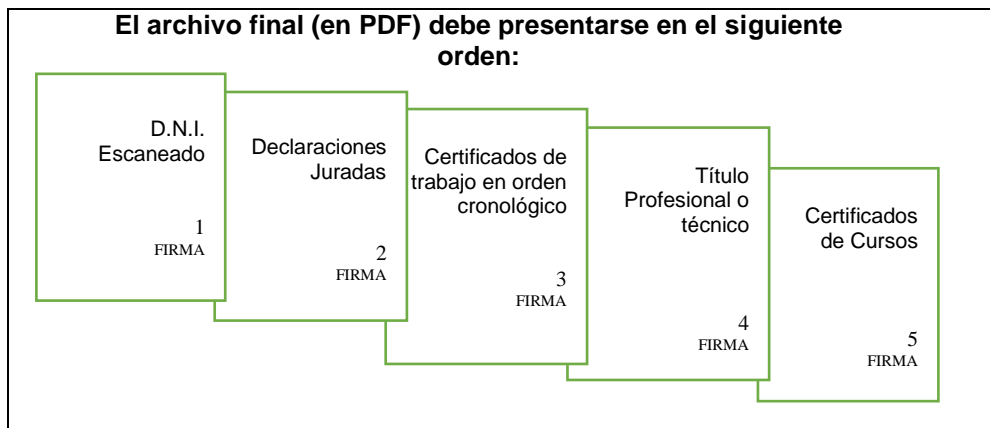 El archivo final (en PDF) debe presentarse en el siguiente
orden:
D.N.I.
Escaneado
1
FIRMA
Declaraciones
Juradas
2
FIRMA
Certificados de
trabajo en orden
cronológico
3
FIRMA
Título
Profesional o
técnico
4
FIRMA
Certificados
de Cursos
5
FIRMA